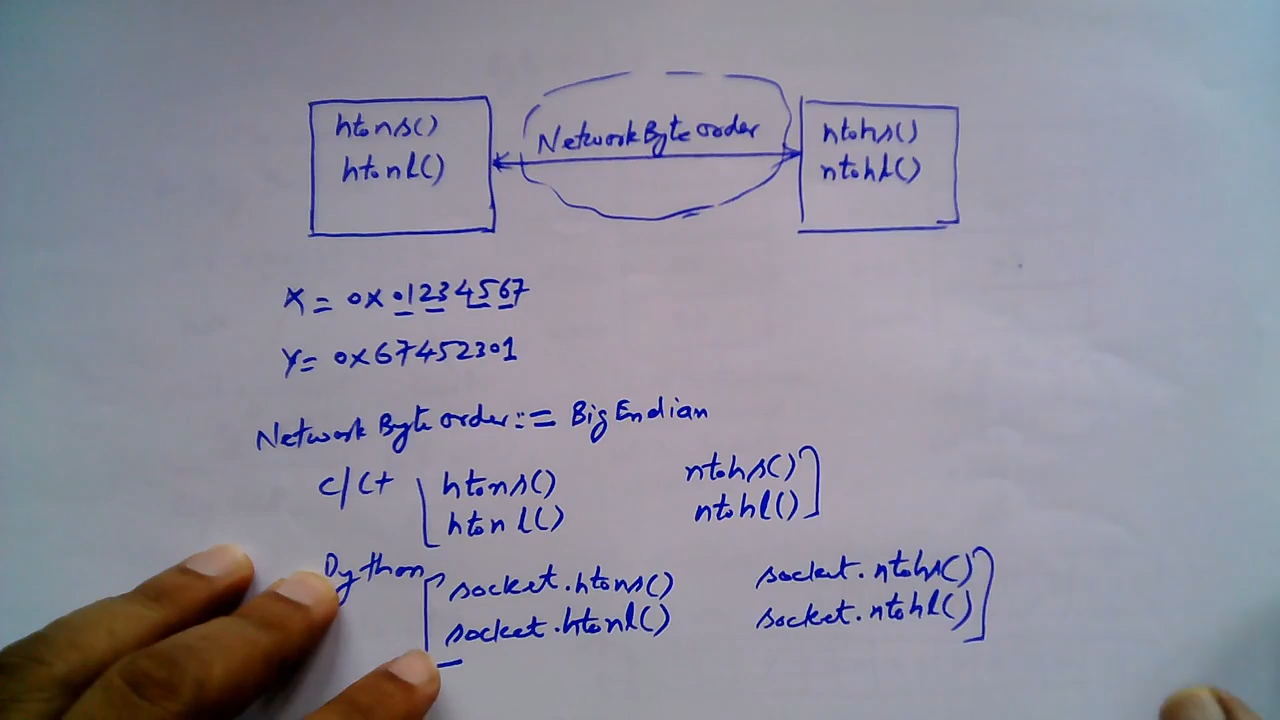 htons()
htonl()
Network Byte order
ntohs()
ntohl()
X = 0x01234567
Y= 0x67452301
Network Byte order::= Big Endian
c/c+ htons() ntohs()
htonl() ntohl()
Python socket.htons() socket.ntohs()
socket.htonl() socket.ntohl()